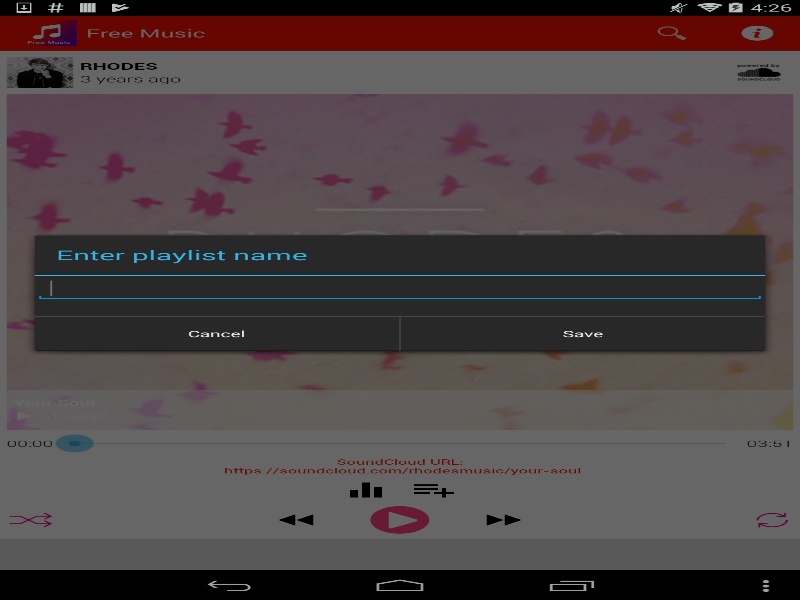 4:26
Free Music
Free Music
RHODES
3 years ago
powered by
SOUNDCLOUD
RHODES
Enter playlist name
Cancel
Save
Your Soul
00:00
03:51
SoundCloud URL:
https://soundcloud.com/rhodesmusic/your-soul